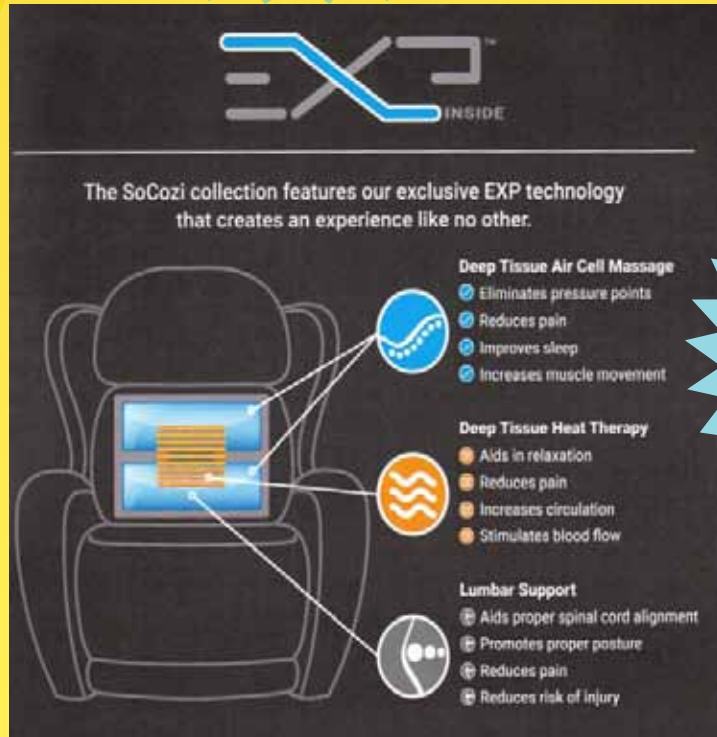 EXP™
INSIDE
The SoCozi collection features our exclusive EXP technology
that creates an experience like no other.
Deep Tissue Air Cell Massage
Eliminates pressure points
Reduces pain
Improves sleep
Increases muscle movement
Deep Tissue Heat Therapy
Aids in relaxation
Reduces pain
Increases circulation
Stimulates blood flow
Lumbar Support
Aids proper spinal cord alignment
Promotes proper posture
Reduces pain
Reduces risk of injury